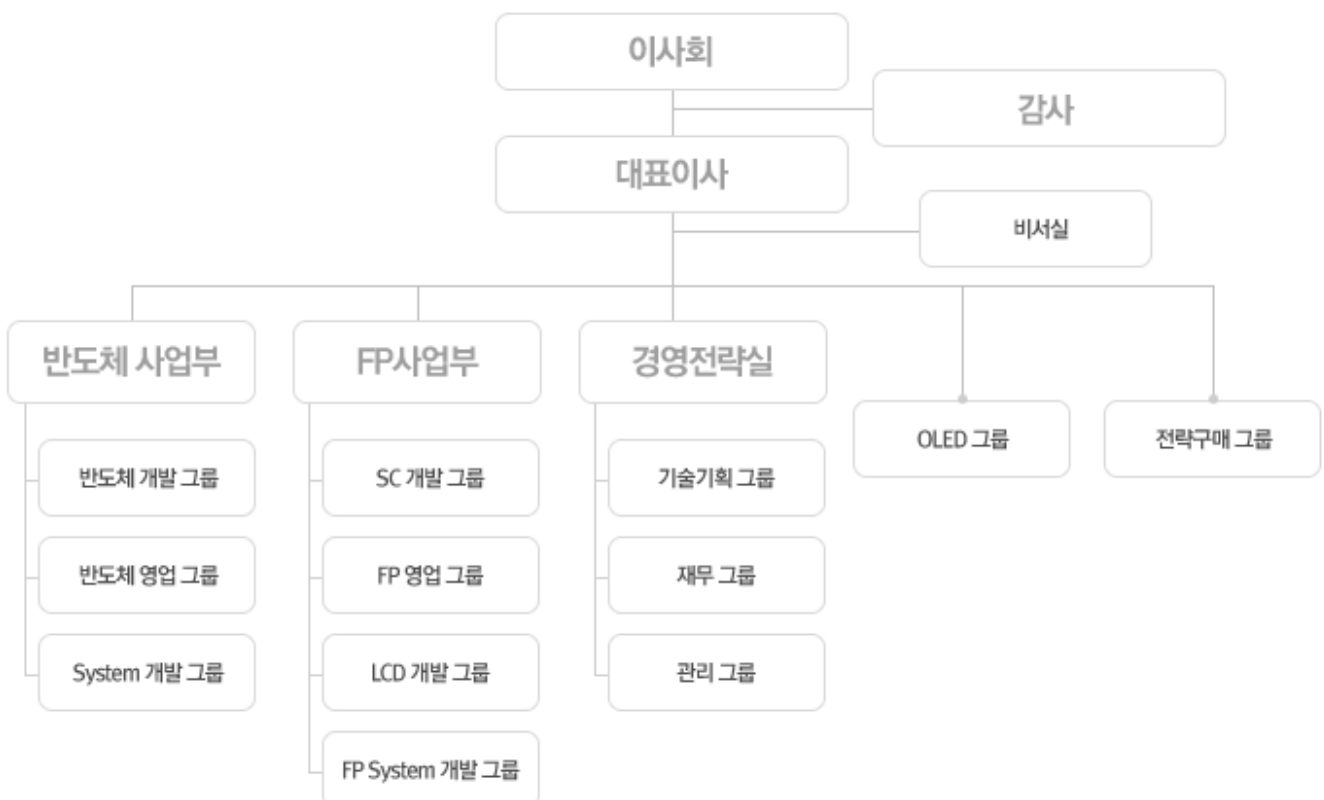 이사회
감사
대표이사
비서실
반도체 사업부
FP사업부
경영전략실
OLED 그룹
전략구매 그룹
반도체 개발 그룹
SC 개발 그룹
기술기획 그룹
반도체 영업 그룹
FP 영업 그룹
재무 그룹
System 개발 그룹
LCD 개발 그룹
관리 그룹
FP System 개발 그룹